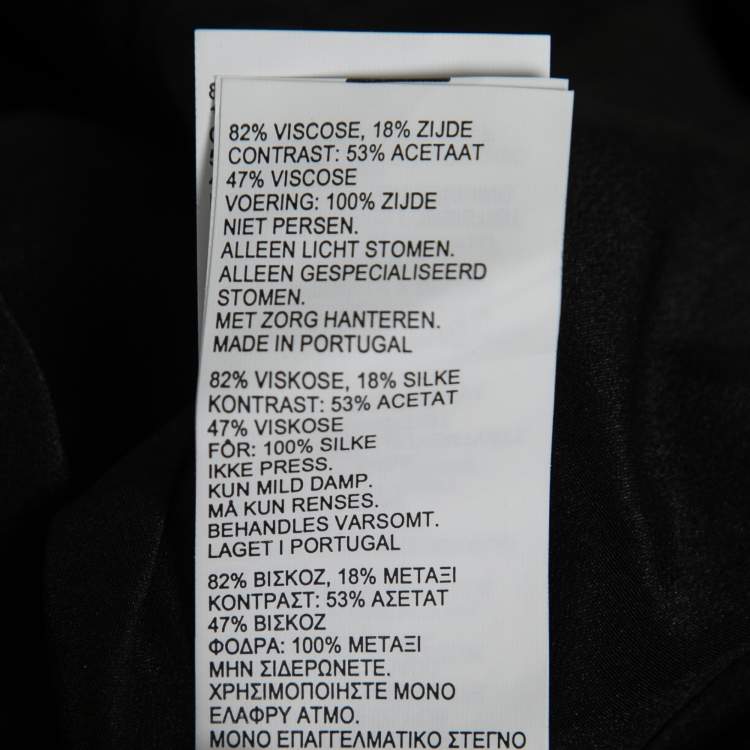 82% VISCOSE, 18% ZIJDE
CONTRAST: 53% ACETAAT
47% VISCOSE
VOERING: 100% ZIJDE
NIET PERSEN.
ALLEEN LICHT STOMEN.
ALLEEN GESPECIALISEERD
STOMEN.
MET ZORG HANTEREN.
MADE IN PORTUGAL
82% VISKOSE, 18% SILKE
KONTRAST: 53% ACETAT
47% VISKOSE
FÔR: 100% SILKE
IKKE PRESS.
KUN MILD DAMP.
MÅ KUN RENSES.
BEHANDLES VARSOMT.
LAGET I PORTUGAL
82% ΒΙΣΚΟΖ, 18% ΜΕΤΑΞΙ
ΚΟΝΤΡΑΣΤ: 53% ΑΣΕΤΑΤ
47% ΒΙΣΚΟΖ
ΦΟΔΡΑ: 100% ΜΕΤΑΞΙ
ΜΗΝ ΣΙΔΕΡΩΝΕΤΕ.
ΧΡΗΣΙΜΟΠΟΙΗΣΤΕ ΜΟΝΟ
ΕΛΑΦΡΥ ΑΤΜΟ.
ΜΟΝΟ ΕΠΑΓΓΕΛΜΑΤΙΚΟ ΣΤΕΓΝΟ